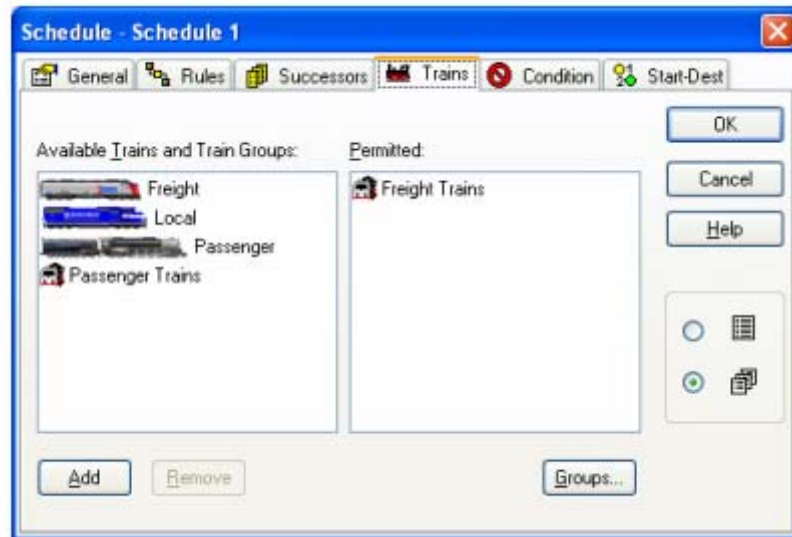 Schedule - Schedule 1
General Rules Successors Trains Condition Start-Dest
Available Trains and Train Groups:
Freight
Local
Passenger
Passenger Trains
Permitted:
Freight Trains
OK
Cancel
Help
Add Remove Groups...